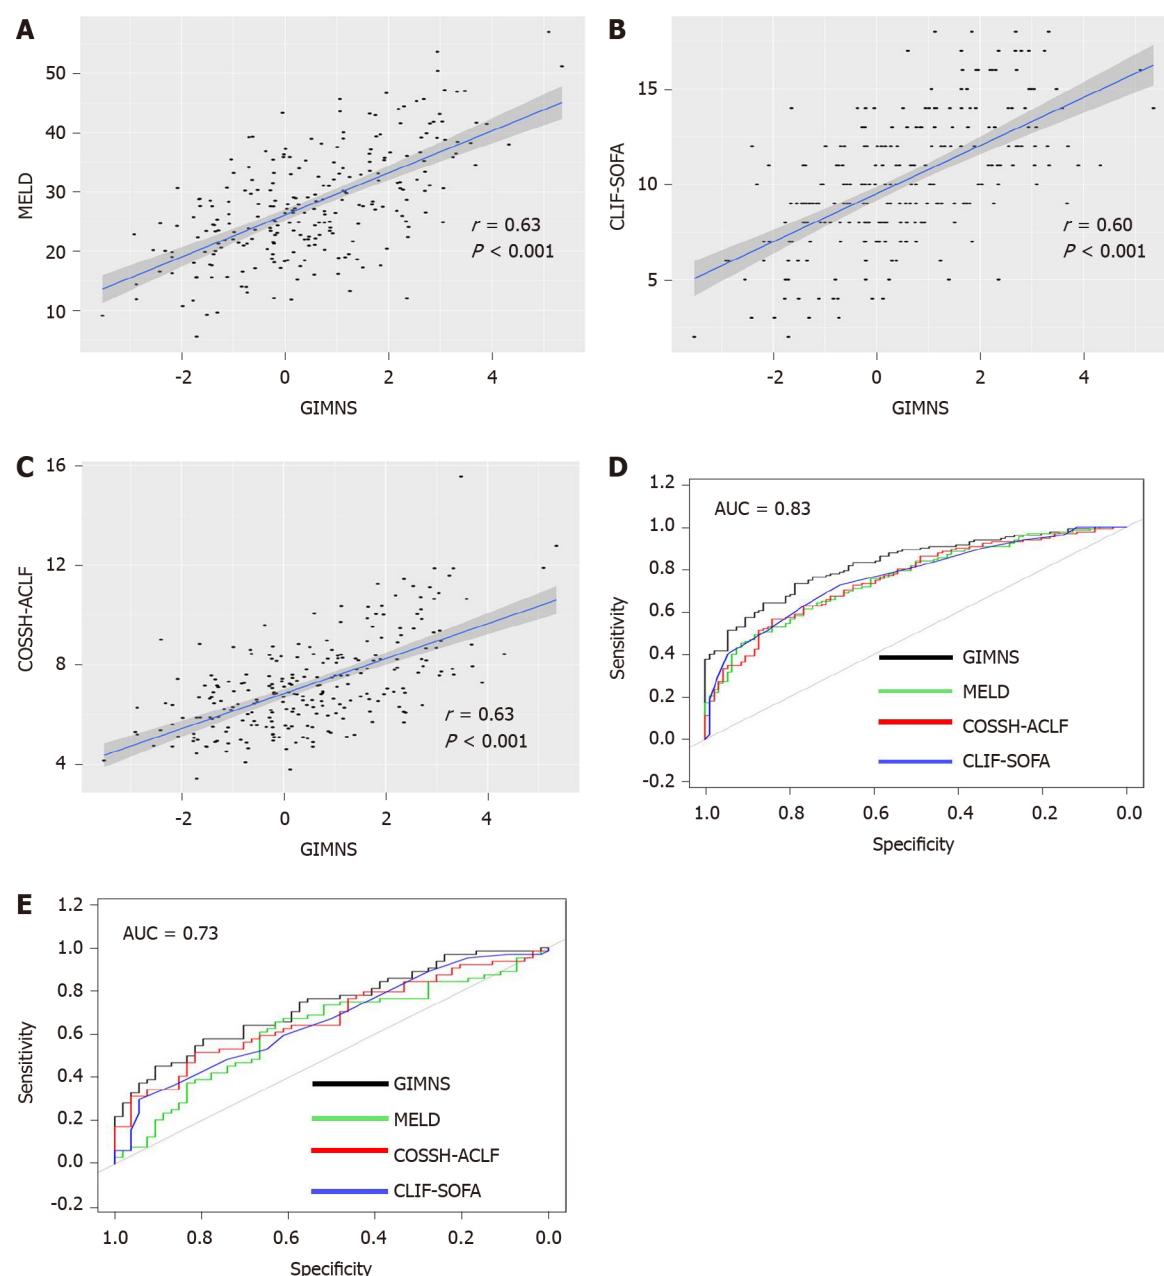 A
MELD
50
40
30
20
10
r = 0.63
P < 0.001
-2 0 2 4
GIMNS
B
CLIF-SOFA
15
10
5
r = 0.60
P < 0.001
-2 0 2 4
GIMNS
C
COSSH-ACLF
16
12
8
4
r = 0.63
P < 0.001
-2 0 2 4
GIMNS
D
Sensitivity
1.2
1.0
0.8
0.6
0.4
0.2
0.0
-0.2
AUC = 0.83
GIMNS
MELD
COSSH-ACLF
CLIF-SOFA
1.0 0.8 0.6 0.4 0.2 0.0
Specificity
E
Sensitivity
1.2
1.0
0.8
0.6
0.4
0.2
0.0
-0.2
AUC = 0.73
GIMNS
MELD
COSSH-ACLF
CLIF-SOFA
1.0 0.8 0.6 0.4 0.2 0.0
Specificity